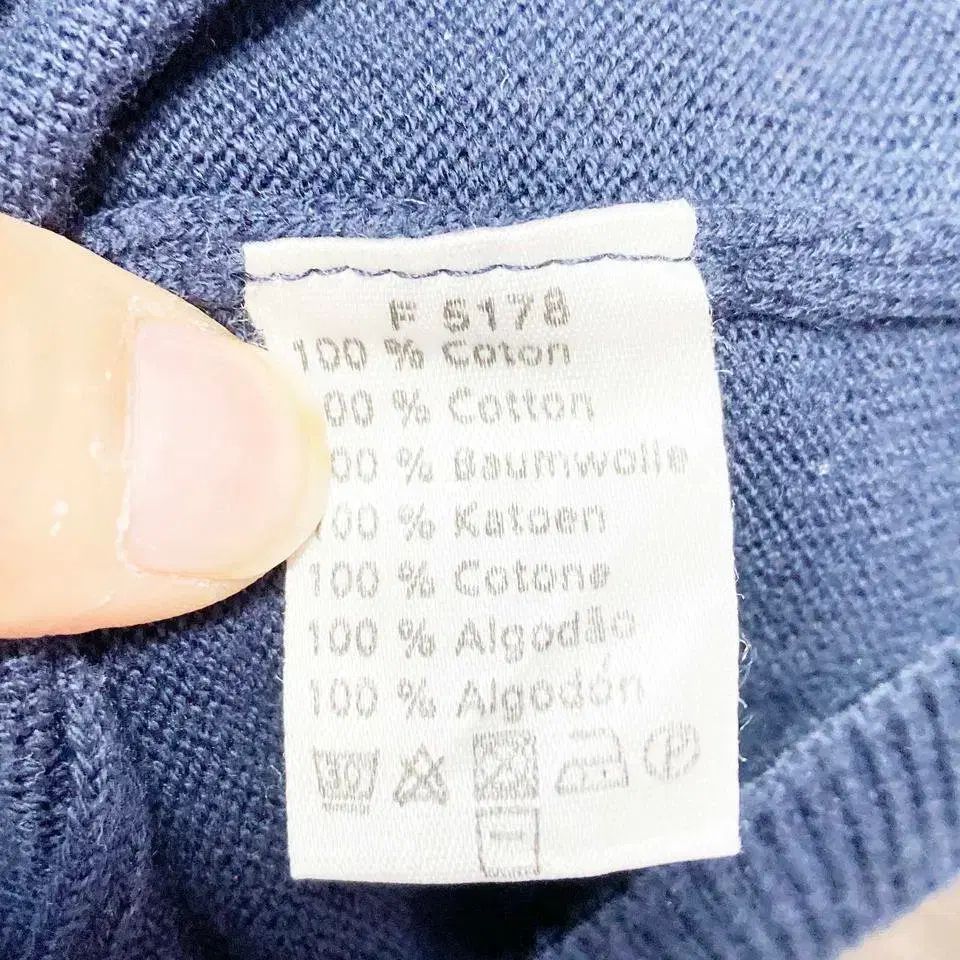 F 5178
100 % Coton
00 % Cotton
00 % Baumwolle
00 % Katoen
100 % Cotone
100 % Algodão
100 % Algodón
30
P